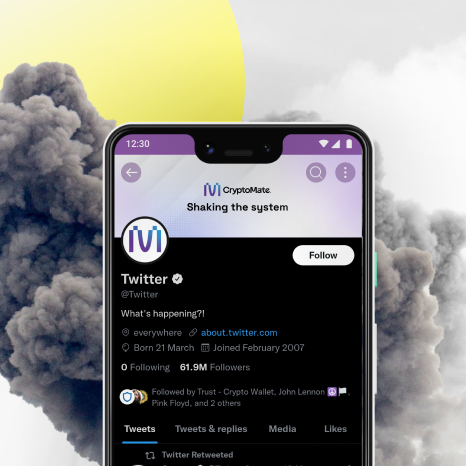 12:30
CryptoMate.
Shaking the system
Follow
Twitter
@Twitter
What's happening?!
everywhere about.twitter.com
Born 21 March Joined February 2007
0 Following 61.9M Followers
Followed by Trust - Crypto Wallet, John Lennon ☮️🏳️,
Pink Floyd, and 2 others
Tweets Tweets & replies Media Likes
Twitter Retweeted